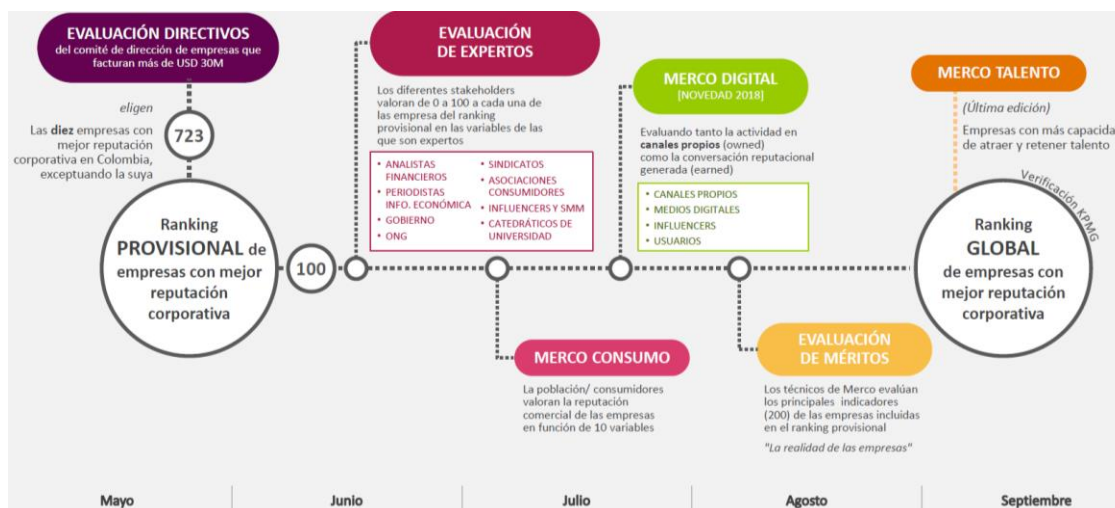 EVALUACIÓN DIRECTIVOS
del comité de dirección de empresas que
facturan más de USD 30M
eligen
Las diez empresas con
mejor reputación
corporativa en Colombia,
exceptuando la suya
723
Ranking
PROVISIONAL de
empresas con mejor
reputación
corporativa
100
EVALUACIÓN
DE EXPERTOS
Los diferentes stakeholders
valoran de 0 a 100 a cada una de
las empresa del ranking
provisional en las variables de las
que son expertos
• ANALISTAS
FINANCIEROS
• PERIODISTAS
INFO. ECONÓMICA
• GOBIERNO
• ONG
• SINDICATOS
• ASOCIACIONES
CONSUMIDORES
• INFLUENCERS Y SMM
• CATEDRÁTICOS DE
UNIVERSIDAD
MERCO CONSUMO
La población/ consumidores
valoran la reputación
comercial de las empresas
en función de 10 variables
MERCO DIGITAL
[NOVEDAD 2018]
Evaluando tanto la actividad en
canales propios (owned)
como la conversación reputacional
generada (earned)
• CANALES PROPIOS
• MEDIOS DIGITALES
• INFLUENCERS
• USUARIOS
EVALUACIÓN
DE MÉRITOS
Los técnicos de Merco evalúan
los principales indicadores
(200) de las empresas incluidas
en el ranking provisional
"La realidad de las empresas"
MERCO TALENTO
(Última edición)
Empresas con más capacida
de atraer y retener talento
Verificación KPMG
Ranking
GLOBAL
de empresas con
mejor reputación
corporativa
Mayo
Junio
Julio
Agosto
Septiembre